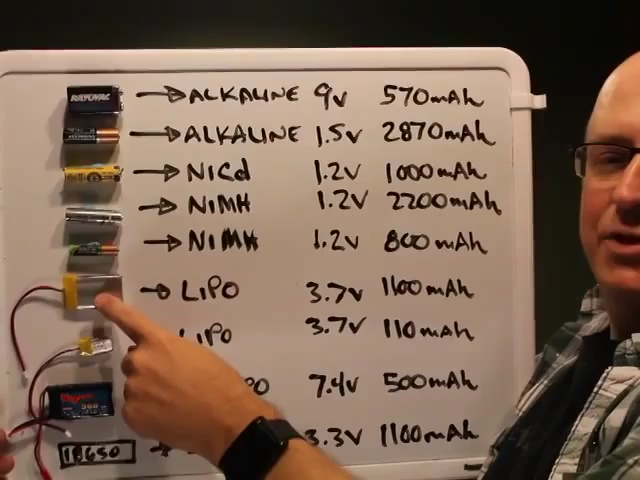 RAYOVAC → ALKALINE 9V 570mAh
→ ALKALINE 1.5V 2870mAh
→ NiCd 1.2V 1000mAh
→ NiMH 1.2V 2200mAh
→ NiMH 1.2V 800mAh
→ LiPO 3.7V 1100mAh
LiPO 3.7V 110mAh
PO 7.4V 500mAh
18650 3.3V 1100mAh